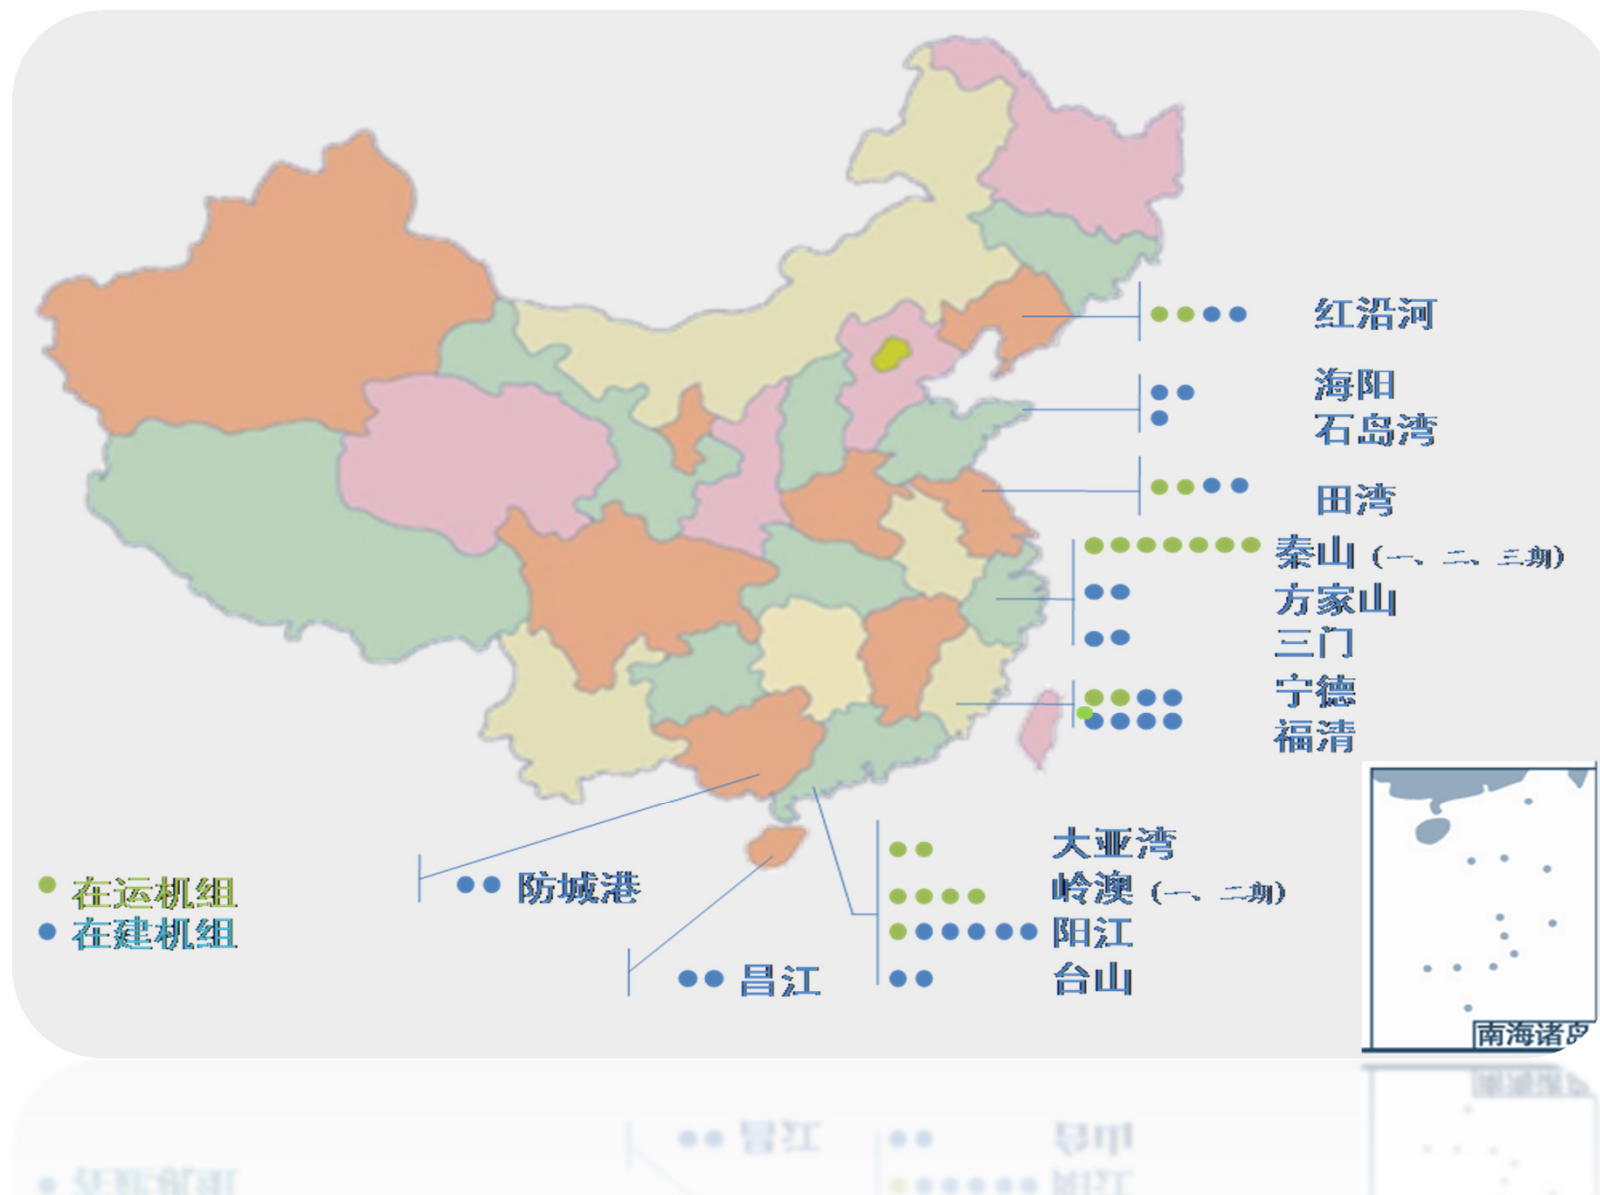 红沿河
海阳
石岛湾
田湾
秦山（一、二、三期）
方家山
三门
宁德
福清
大亚湾
岭澳（一、二期）
阳江
台山
防城港
昌江
在运机组
在建机组
南海诸岛